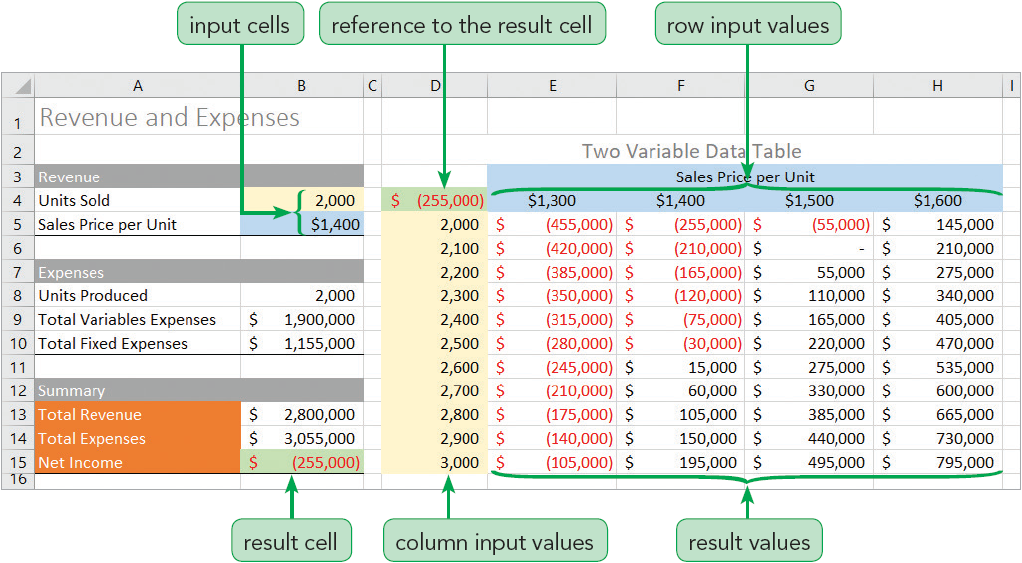 input cells reference to the result cell row input values
A B C D E F G H I
1 Revenue and Expenses
2 Two Variable Data Table
3 Revenue Sales Price per Unit
4 Units Sold 2,000 $ (255,000) $1,300 $1,400 $1,500 $1,600
5 Sales Price per Unit $1,400 2,000 $ (455,000) $ (255,000) $ (55,000) $ 145,000
6 2,100 $ (420,000) $ (210,000) $ - $ 210,000
7 Expenses 2,200 $ (385,000) $ (165,000) $ 55,000 $ 275,000
8 Units Produced 2,000 2,300 $ (350,000) $ (120,000) $ 110,000 $ 340,000
9 Total Variables Expenses $ 1,900,000 2,400 $ (315,000) $ (75,000) $ 165,000 $ 405,000
10 Total Fixed Expenses $ 1,155,000 2,500 $ (280,000) $ (30,000) $ 220,000 $ 470,000
11 2,600 $ (245,000) $ 15,000 $ 275,000 $ 535,000
12 Summary 2,700 $ (210,000) $ 60,000 $ 330,000 $ 600,000
13 Total Revenue $ 2,800,000 2,800 $ (175,000) $ 105,000 $ 385,000 $ 665,000
14 Total Expenses $ 3,055,000 2,900 $ (140,000) $ 150,000 $ 440,000 $ 730,000
15 Net Income $ (255,000) 3,000 $ (105,000) $ 195,000 $ 495,000 $ 795,000
16
result cell column input values result values